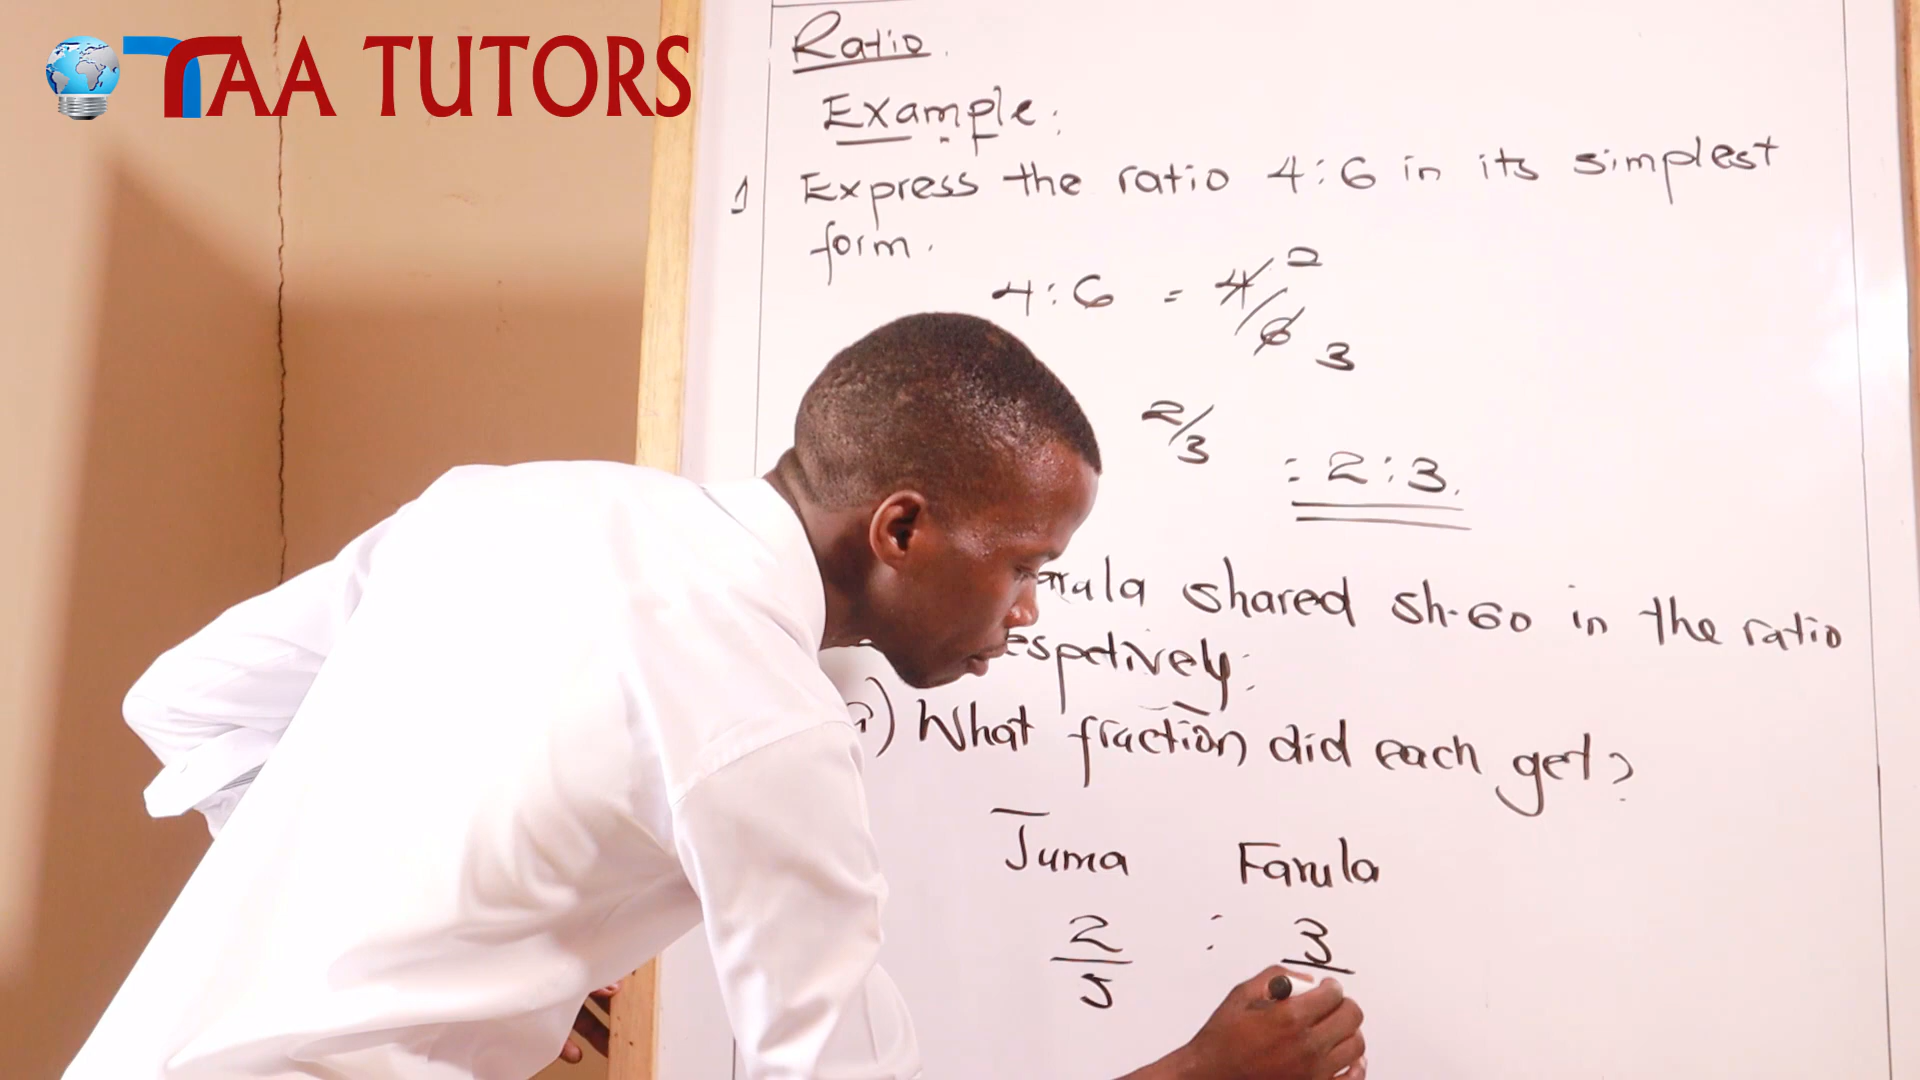 TAA TUTORS
Ratio.
Example:
1 Express the ratio 4:6 in its simplest
form.
4:6 = 4/6 2 3
2/3
= 2:3.
shared sh.60 in the ratio
espetively:
What fraction did each get?
Juma Farula
2 : 3
5